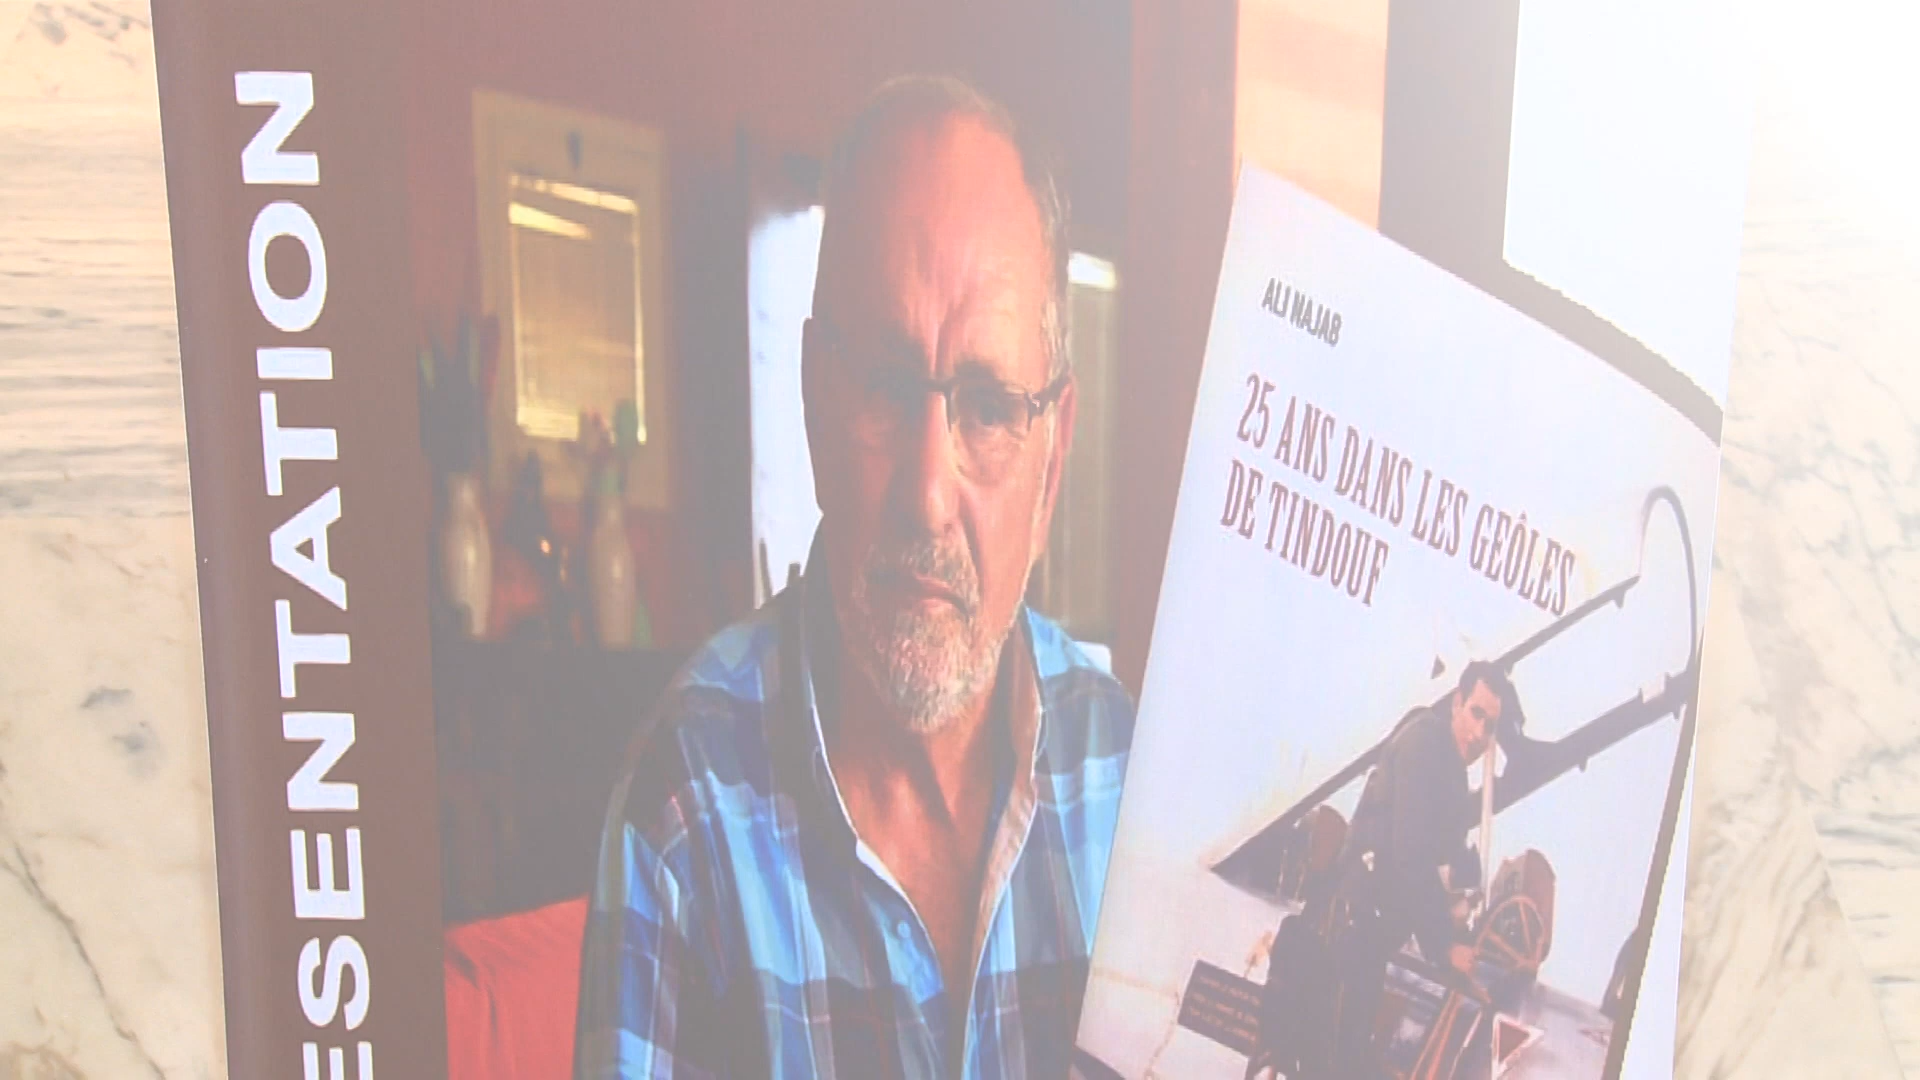 ESENTATION
ALI NAJAB
25 ANS DANS LES GEÔLES
DE TINDOUF